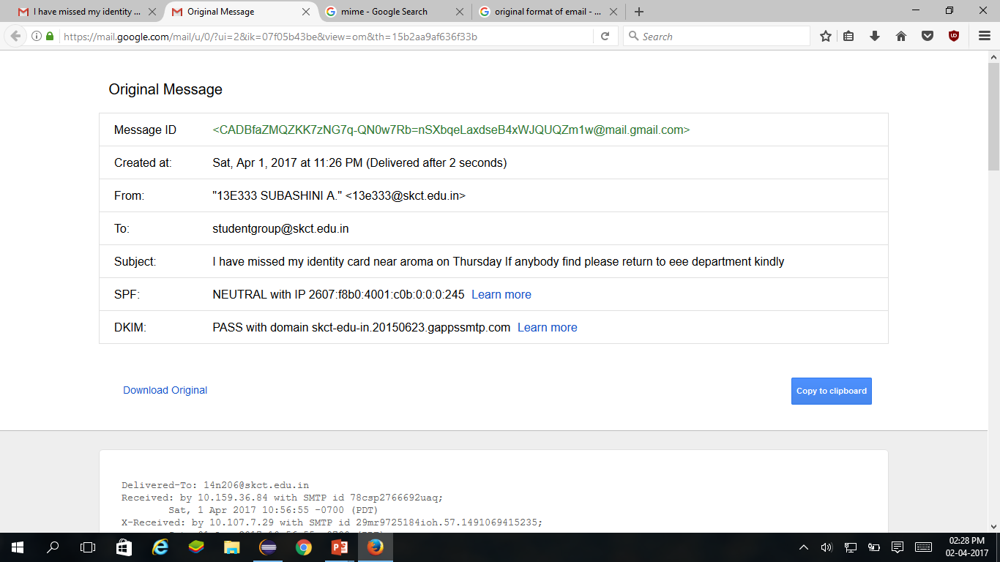 I have missed my identity ...
Original Message
mime - Google Search
original format of email - ...
https://mail.google.com/mail/u/0/?ui=2&ik=07f05b43be&view=om&th=15b2aa9af636f33b
Search
Original Message
Message ID <CADBfaZMQZKK7zNG7q-QN0w7Rb=nSXbqeLaxdseB4xWJQUQZm1w@mail.gmail.com>
Created at: Sat, Apr 1, 2017 at 11:26 PM (Delivered after 2 seconds)
From: "13E333 SUBASHINI A." <13e333@skct.edu.in>
To: studentgroup@skct.edu.in
Subject: I have missed my identity card near aroma on Thursday If anybody find please return to eee department kindly
SPF: NEUTRAL with IP 2607:f8b0:4001:c0b:0:0:0:245 Learn more
DKIM: PASS with domain skct-edu-in.20150623.gappssmtp.com Learn more
Download Original
Copy to clipboard
Delivered-To: 14n206@skct.edu.in
Received: by 10.159.36.84 with SMTP id 78csp2766692uaq;
Sat, 1 Apr 2017 10:56:55 -0700 (PDT)
X-Received: by 10.107.7.29 with SMTP id 29mr9725184ioh.57.1491069415235;
02:28 PM
02-04-2017